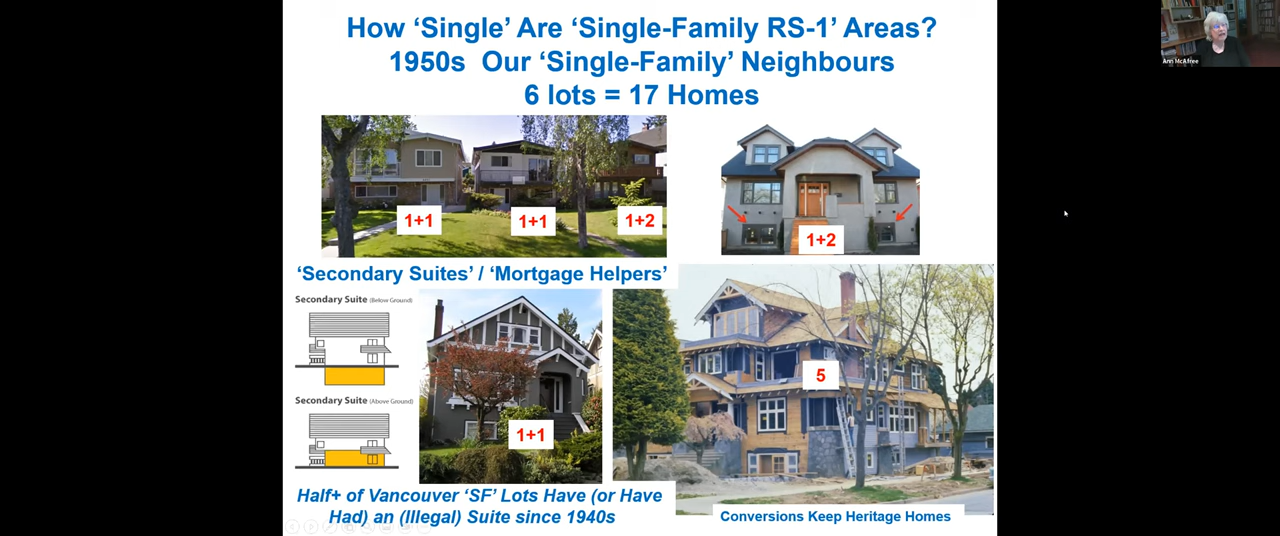 How ‘Single’ Are ‘Single-Family RS-1’ Areas?
1950s Our ‘Single-Family’ Neighbours
6 lots = 17 Homes
Ann McAfee
1+1
1+1
1+2
1+2
‘Secondary Suites’ / ‘Mortgage Helpers’
Secondary Suite (Below Ground)
Secondary Suite (Above Ground)
1+1
5
Half+ of Vancouver ‘SF’ Lots Have (or Have
Had) an (Illegal) Suite since 1940s
Conversions Keep Heritage Homes